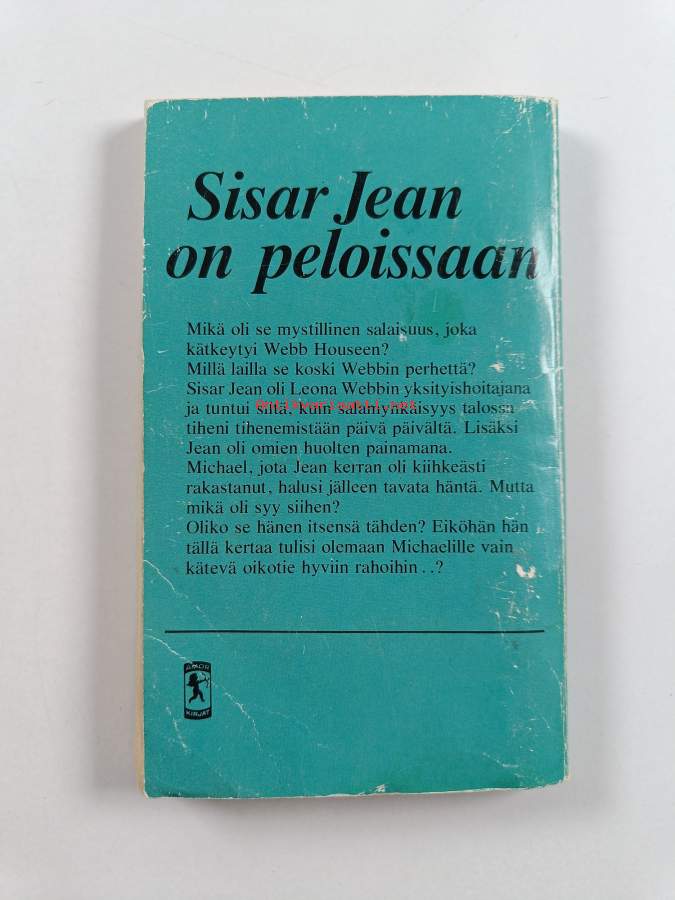 Sisar Jean
on peloissaan
Mikä oli se mystillinen salaisuus, joka
kätkeytyi Webb Houseen?
Millä lailla se koski Webbin perhettä?
Sisar Jean oli Leona Webbin yksityishoitajana
ja tuntui siltä, kuin salamyhkäisyys talossa
tiheni tihenemistään päivä päivältä. Lisäksi
Jean oli omien huolten painamana.
Michael, jota Jean kerran oli kiihkeästi
rakastanut, halusi jälleen tavata häntä. Mutta
mikä oli syy siihen?
Oliko se hänen itsensä tähden? Eiköhän hän
tällä kertaa tulisi olemaan Michaelille vain
kätevä oikotie hyviin rahoihin . . ?
AMOR
KIRJAT